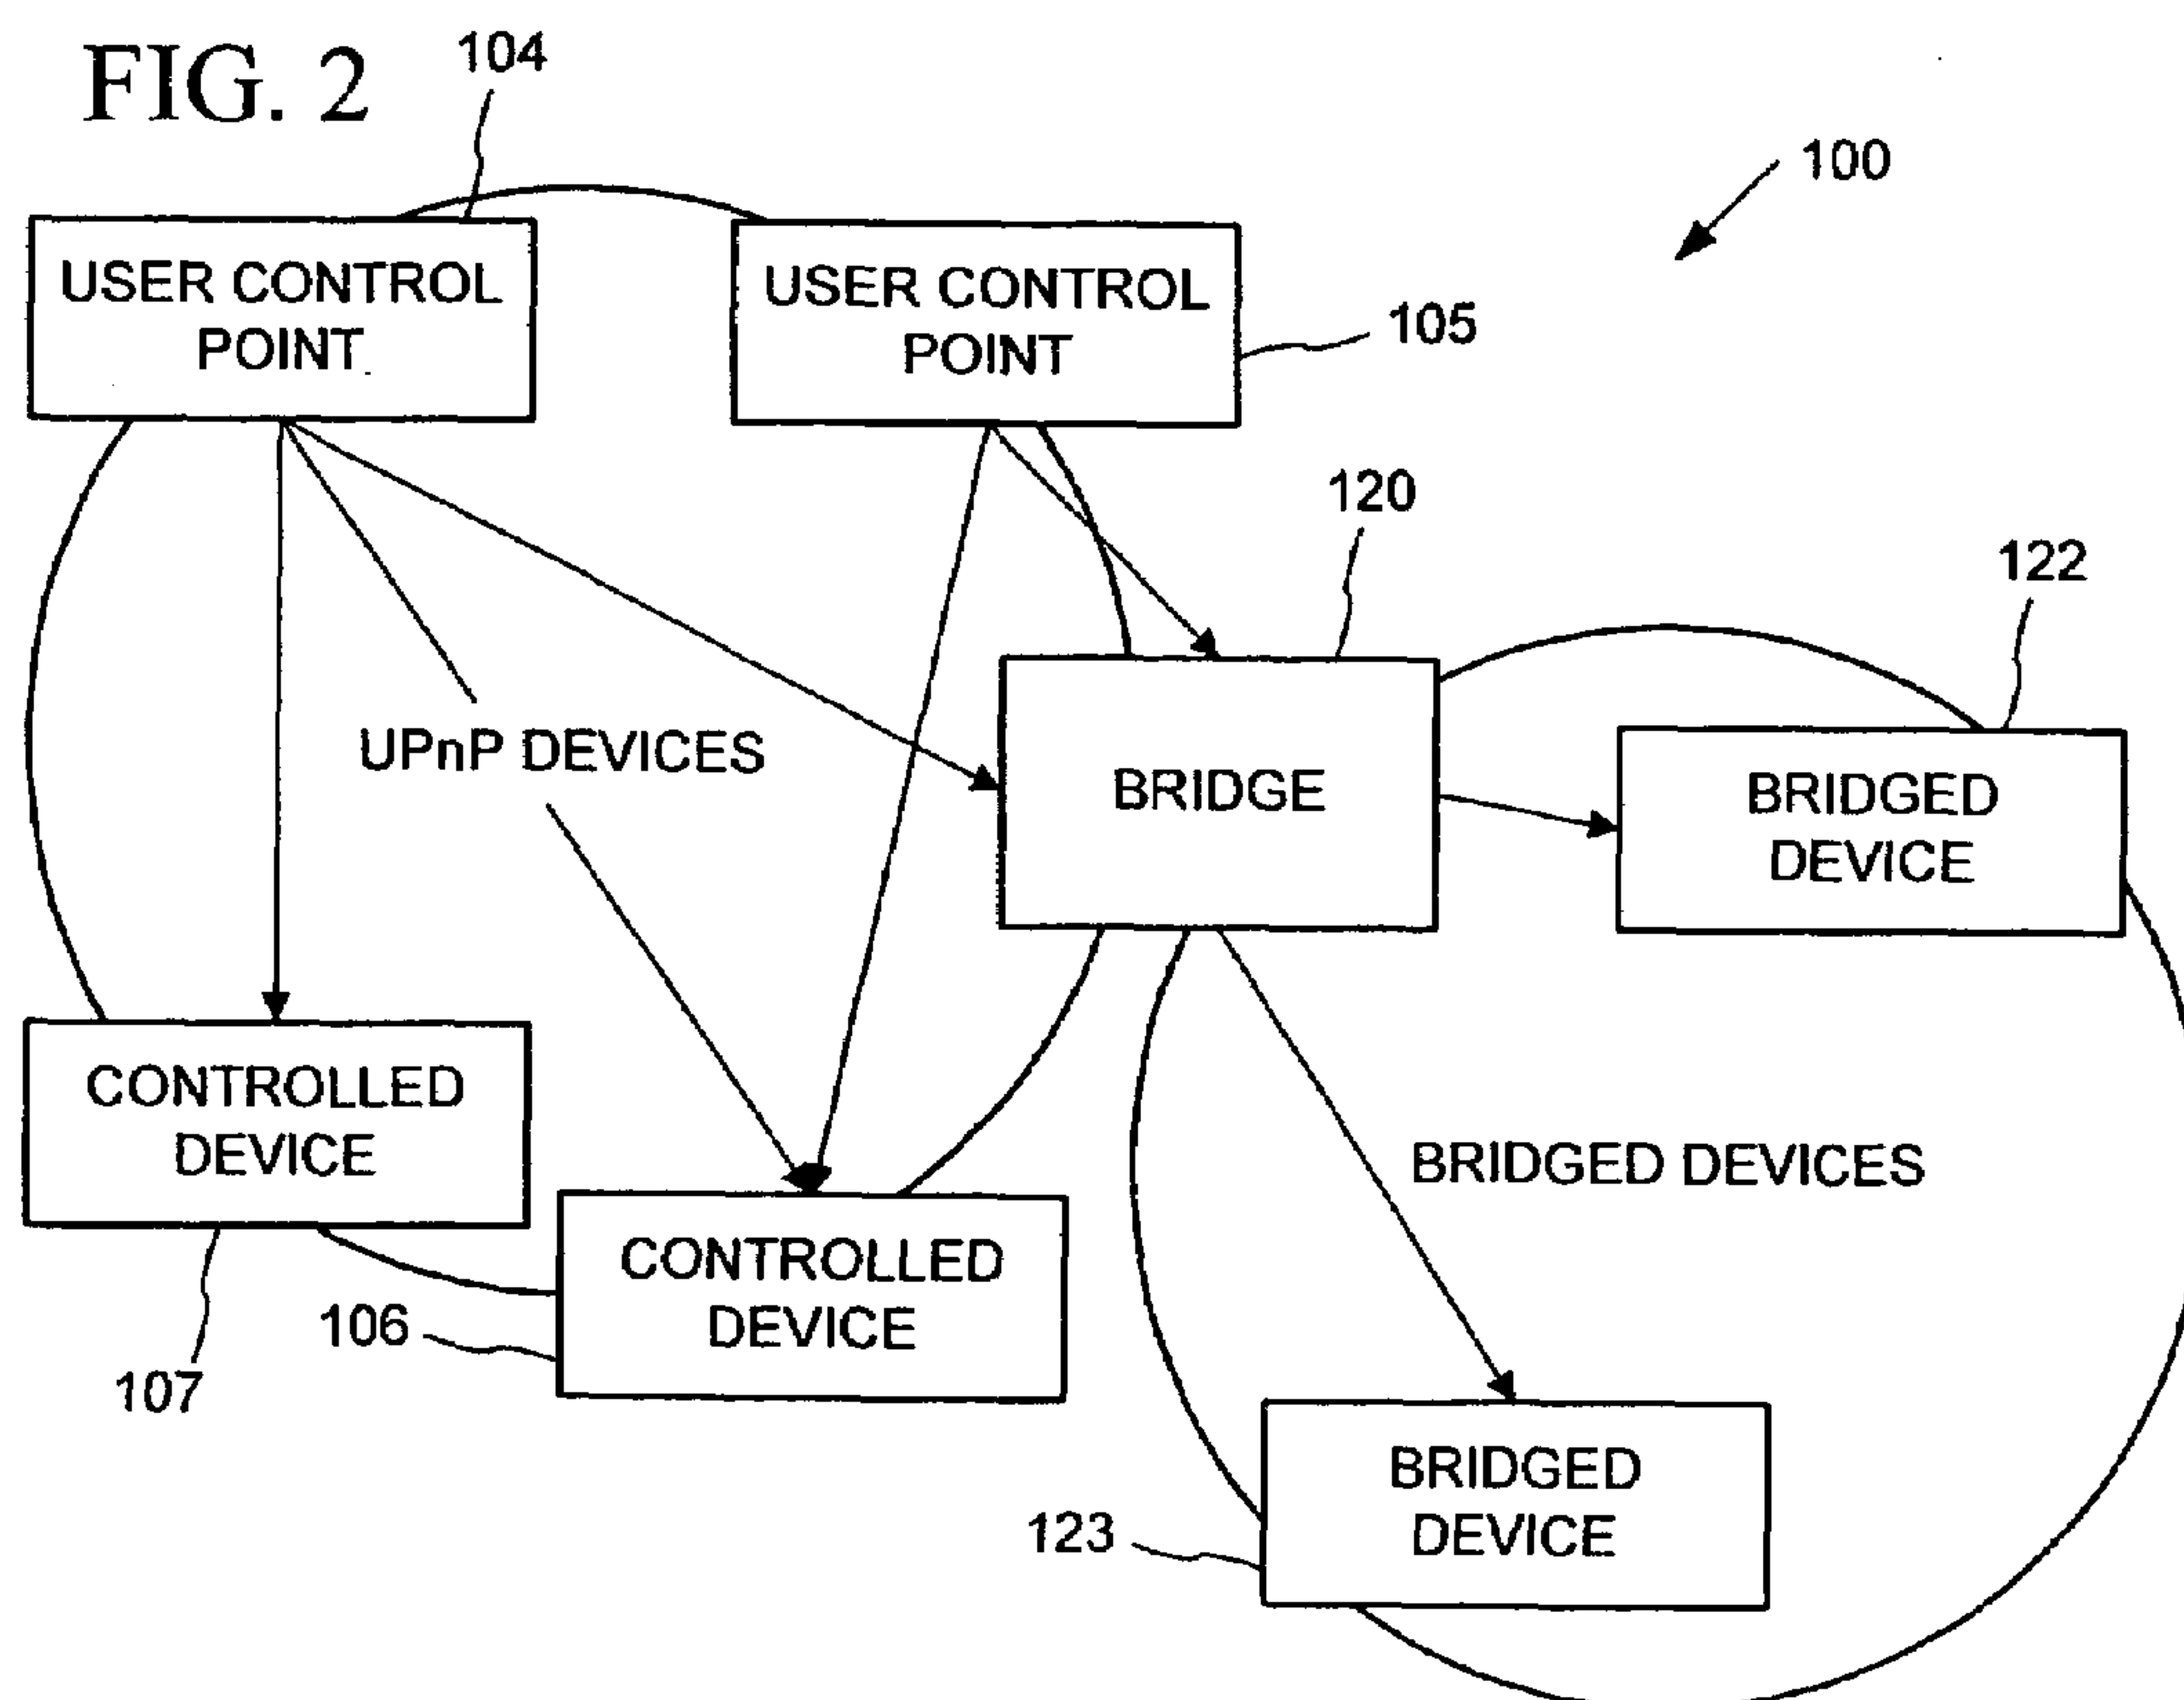 FIG. 2
104
100
USER CONTROL
POINT
USER CONTROL
POINT
105
120
122
UPnP DEVICES
BRIDGE
BRIDGED
DEVICE
CONTROLLED
DEVICE
BRIDGED DEVICES
CONTROLLED
DEVICE
106
107
BRIDGED
DEVICE
123